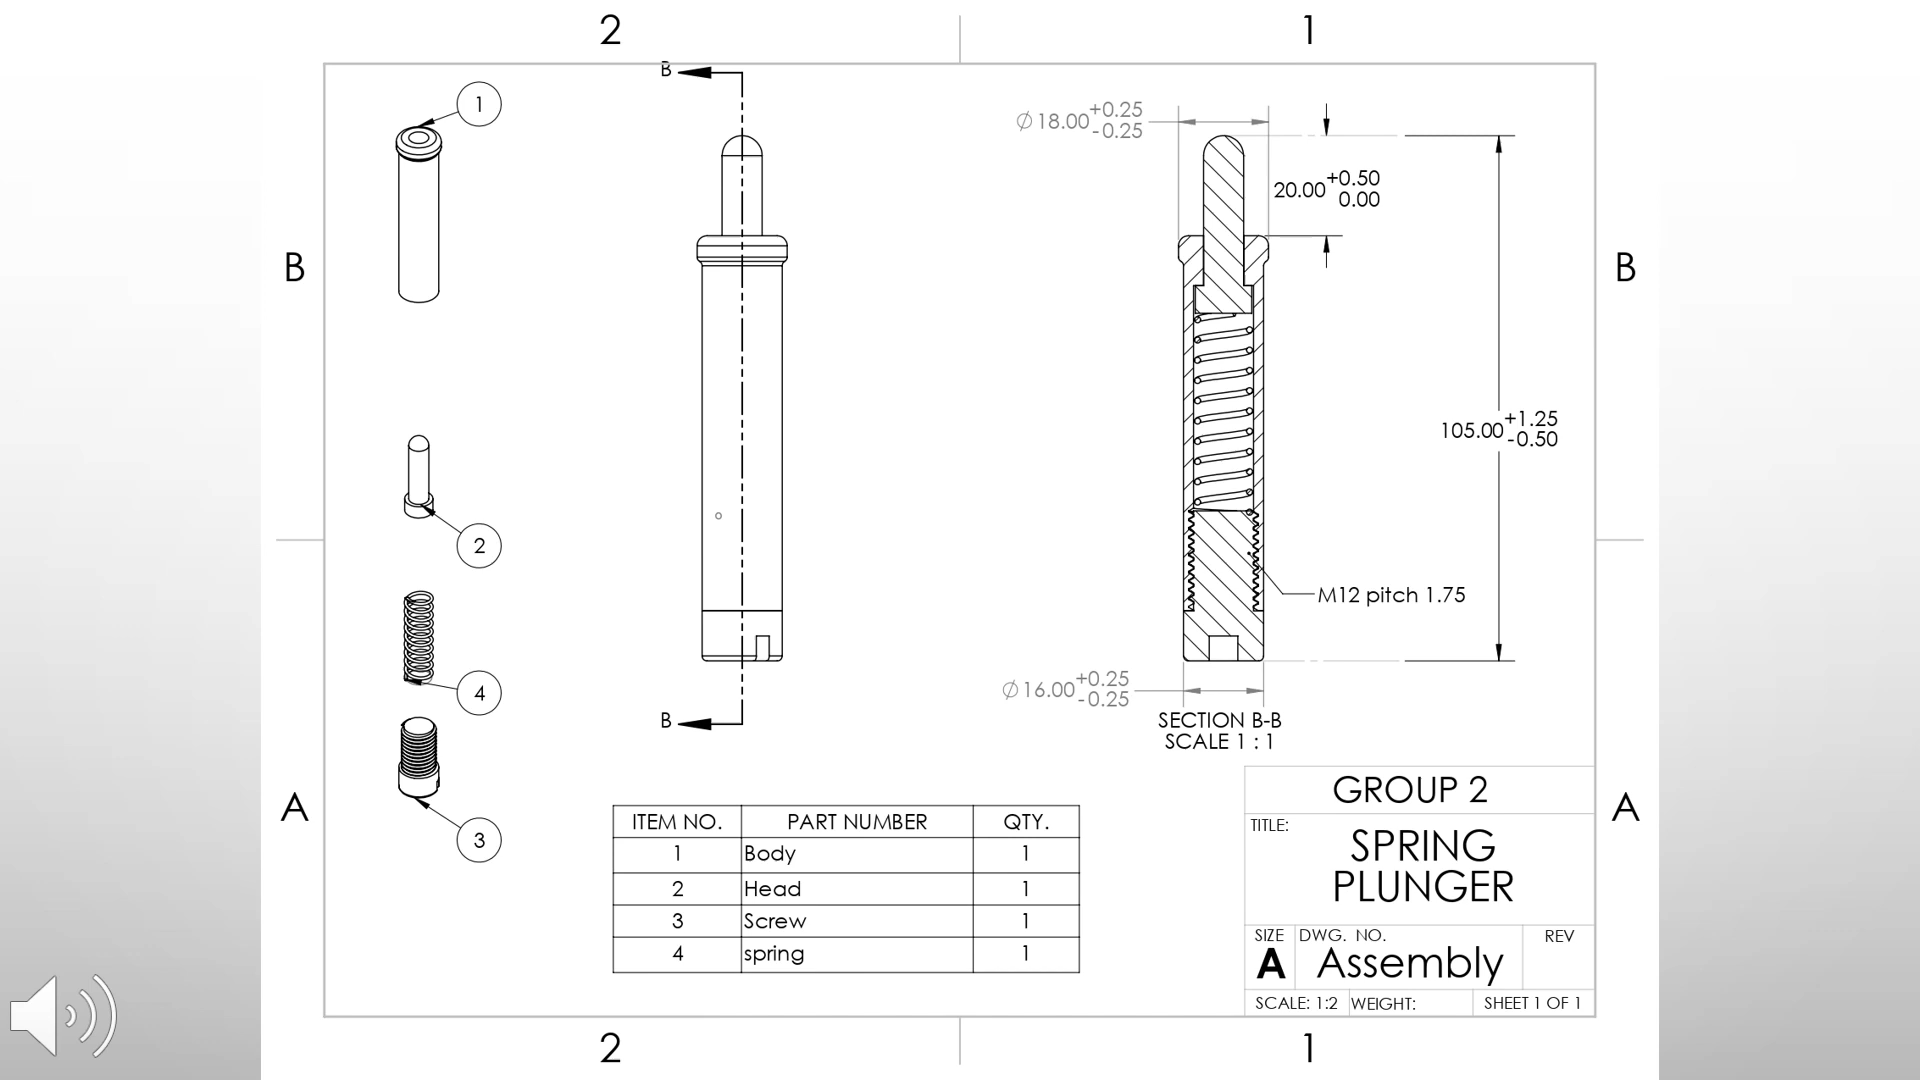 2
1
B
1
⌀18.00 +0.25
-0.25
20.00 +0.50
0.00
B
B
105.00 +1.25
-0.50
2
M12 pitch 1.75
4
⌀16.00 +0.25
-0.25
B
SECTION B-B
SCALE 1 : 1
A
A
3
ITEM NO. PART NUMBER QTY.
1 Body 1
2 Head 1
3 Screw 1
4 spring 1
GROUP 2
TITLE:
SPRING
PLUNGER
SIZE DWG. NO. REV
A Assembly
SCALE: 1:2 WEIGHT: SHEET 1 OF 1
2
1